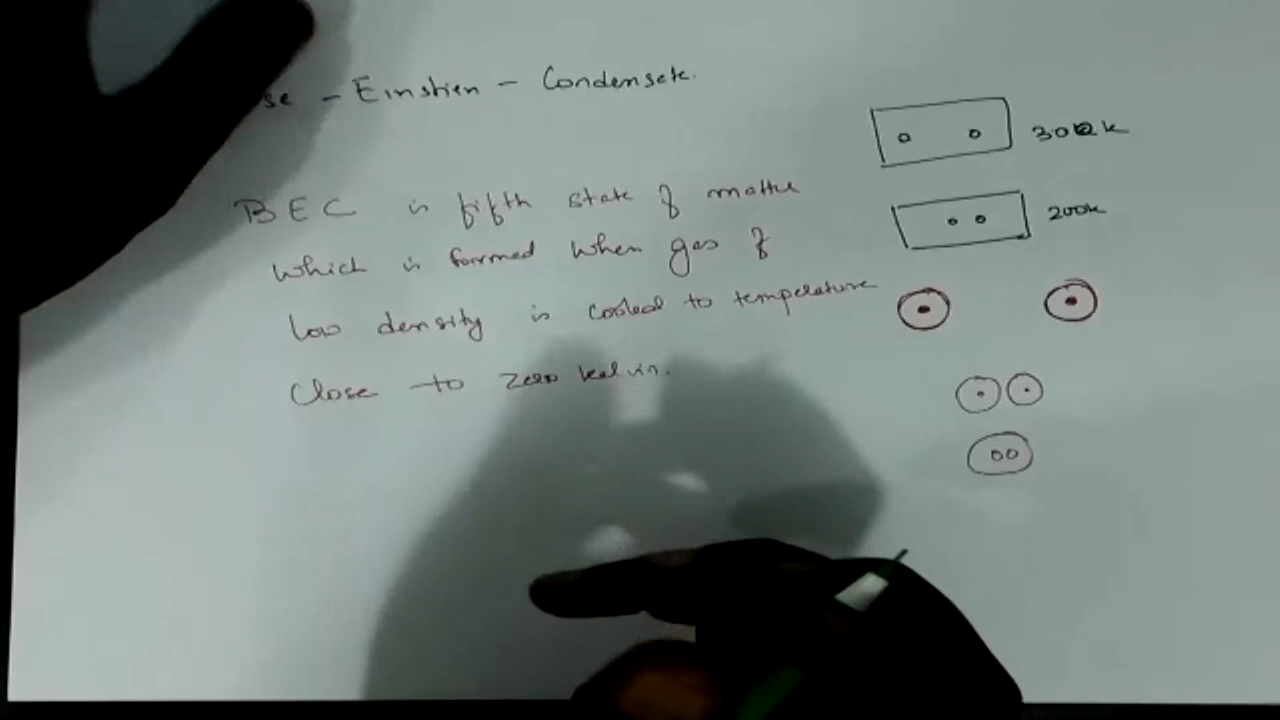 se - Einstien - Condensate.
BEC is fifth state of matter
which is formed when gas of
low density is cooled to temperature
Close to zero kelvin.
300k
200k